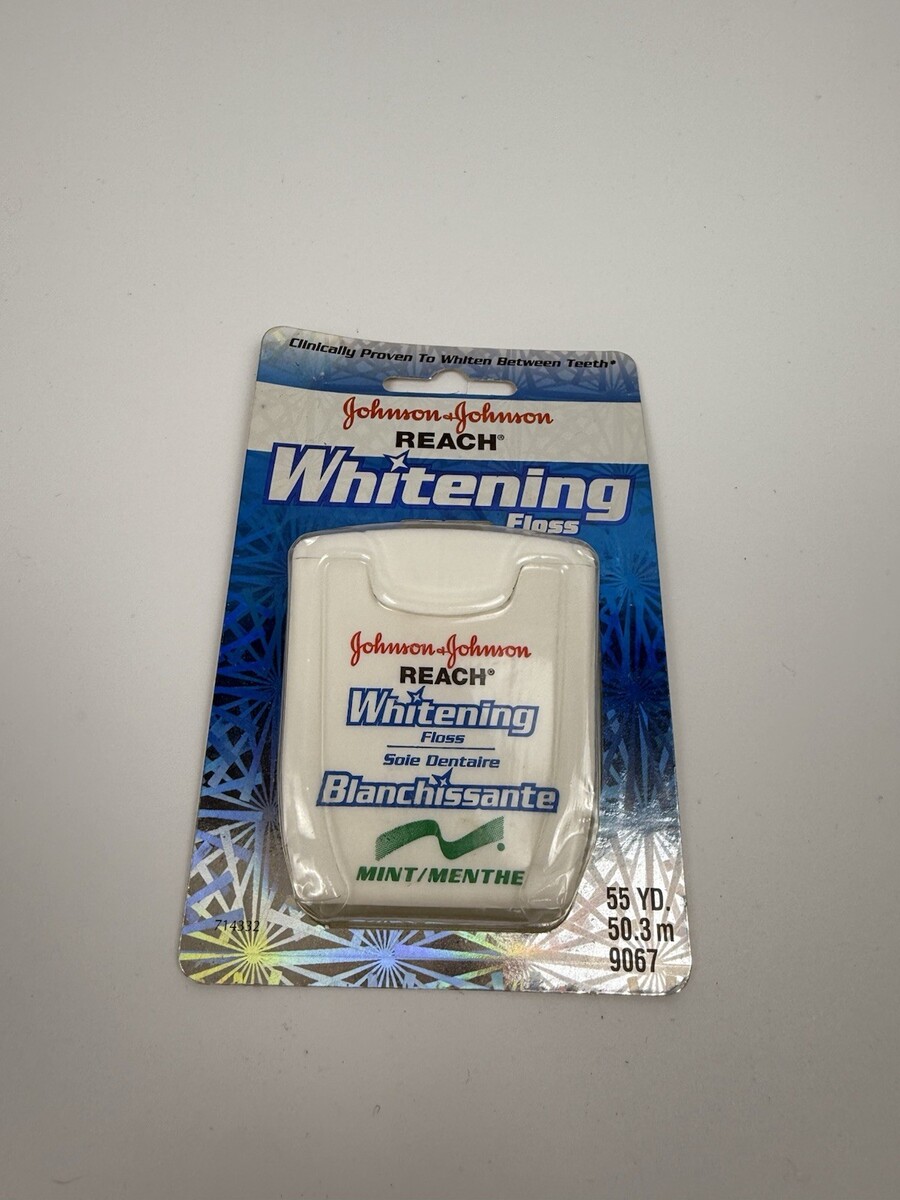 Clinically Proven To Whiten Between Teeth*
Johnson & Johnson
REACH®
Whitening
Floss
Johnson & Johnson
REACH®
Whitening
Floss
Soie Dentaire
Blanchissante
MINT/MENTHE
714332
55 YD.
50.3 m
9067